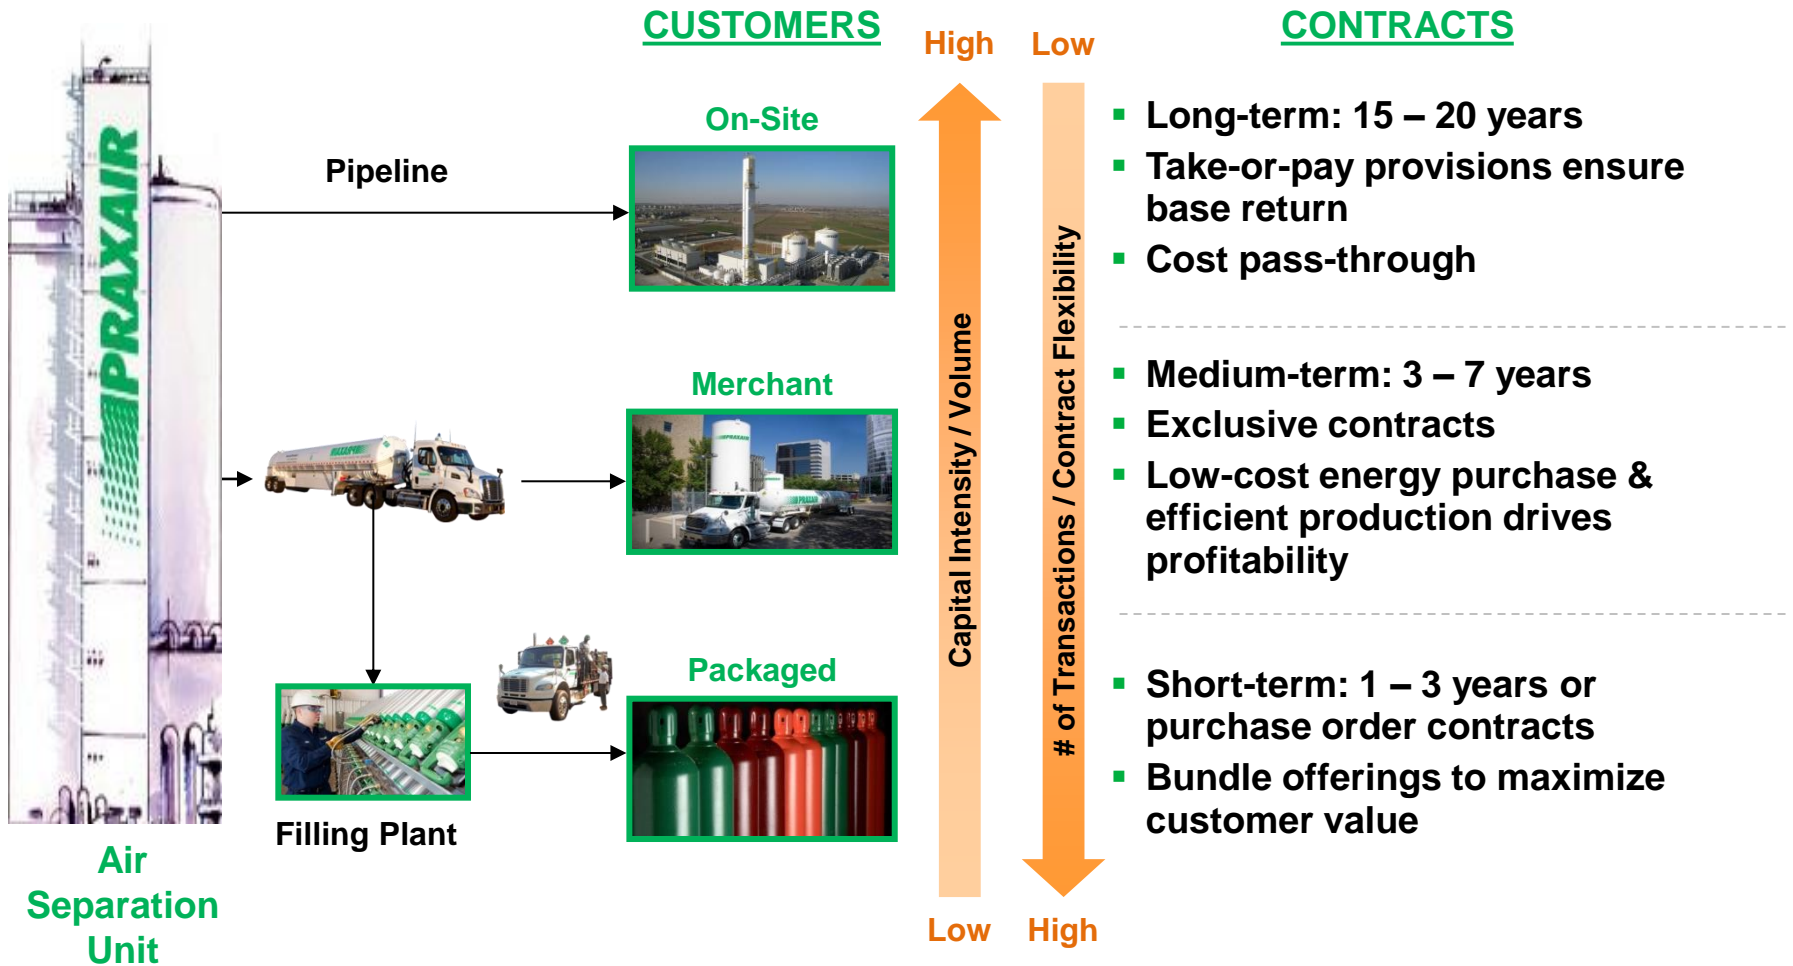 CUSTOMERS
CONTRACTS
High
Low
PRAXAIR
Pipeline
On-Site
Long-term: 15 – 20 years
Take-or-pay provisions ensure
base return
Cost pass-through
Merchant
PRAXAIR
PRAXAIR
PRAXAIR
Capital Intensity / Volume
# of Transactions / Contract Flexibility
Medium-term: 3 – 7 years
Exclusive contracts
Low-cost energy purchase &
efficient production drives
profitability
Packaged
Short-term: 1 – 3 years or
purchase order contracts
Bundle offerings to maximize
customer value
Filling Plant
Air
Separation
Unit
Low
High